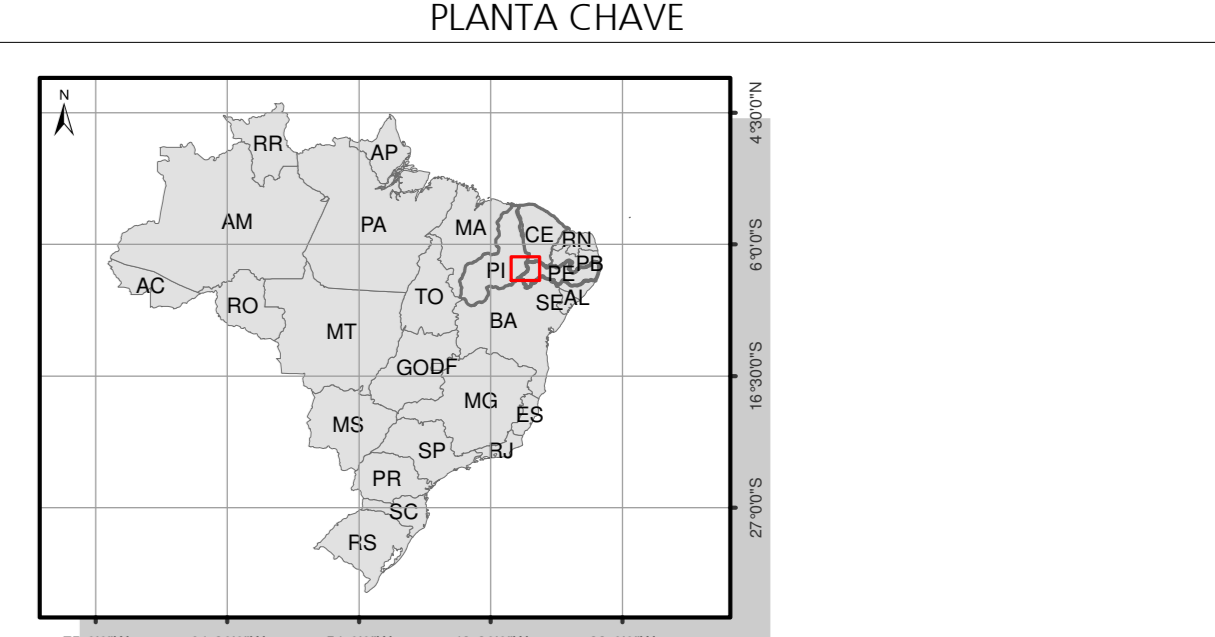 PLANTA CHAVE
N
4°30'0"N
RR
AP
AM
PA
MA
CE
RN
6°0'0"S
PI
PE
PB
AC
RO
TO
SE
AL
BA
MT
GO
DF
16°30'0"S
MG
MS
ES
SP
RJ
PR
SC
27°0'0"S
RS